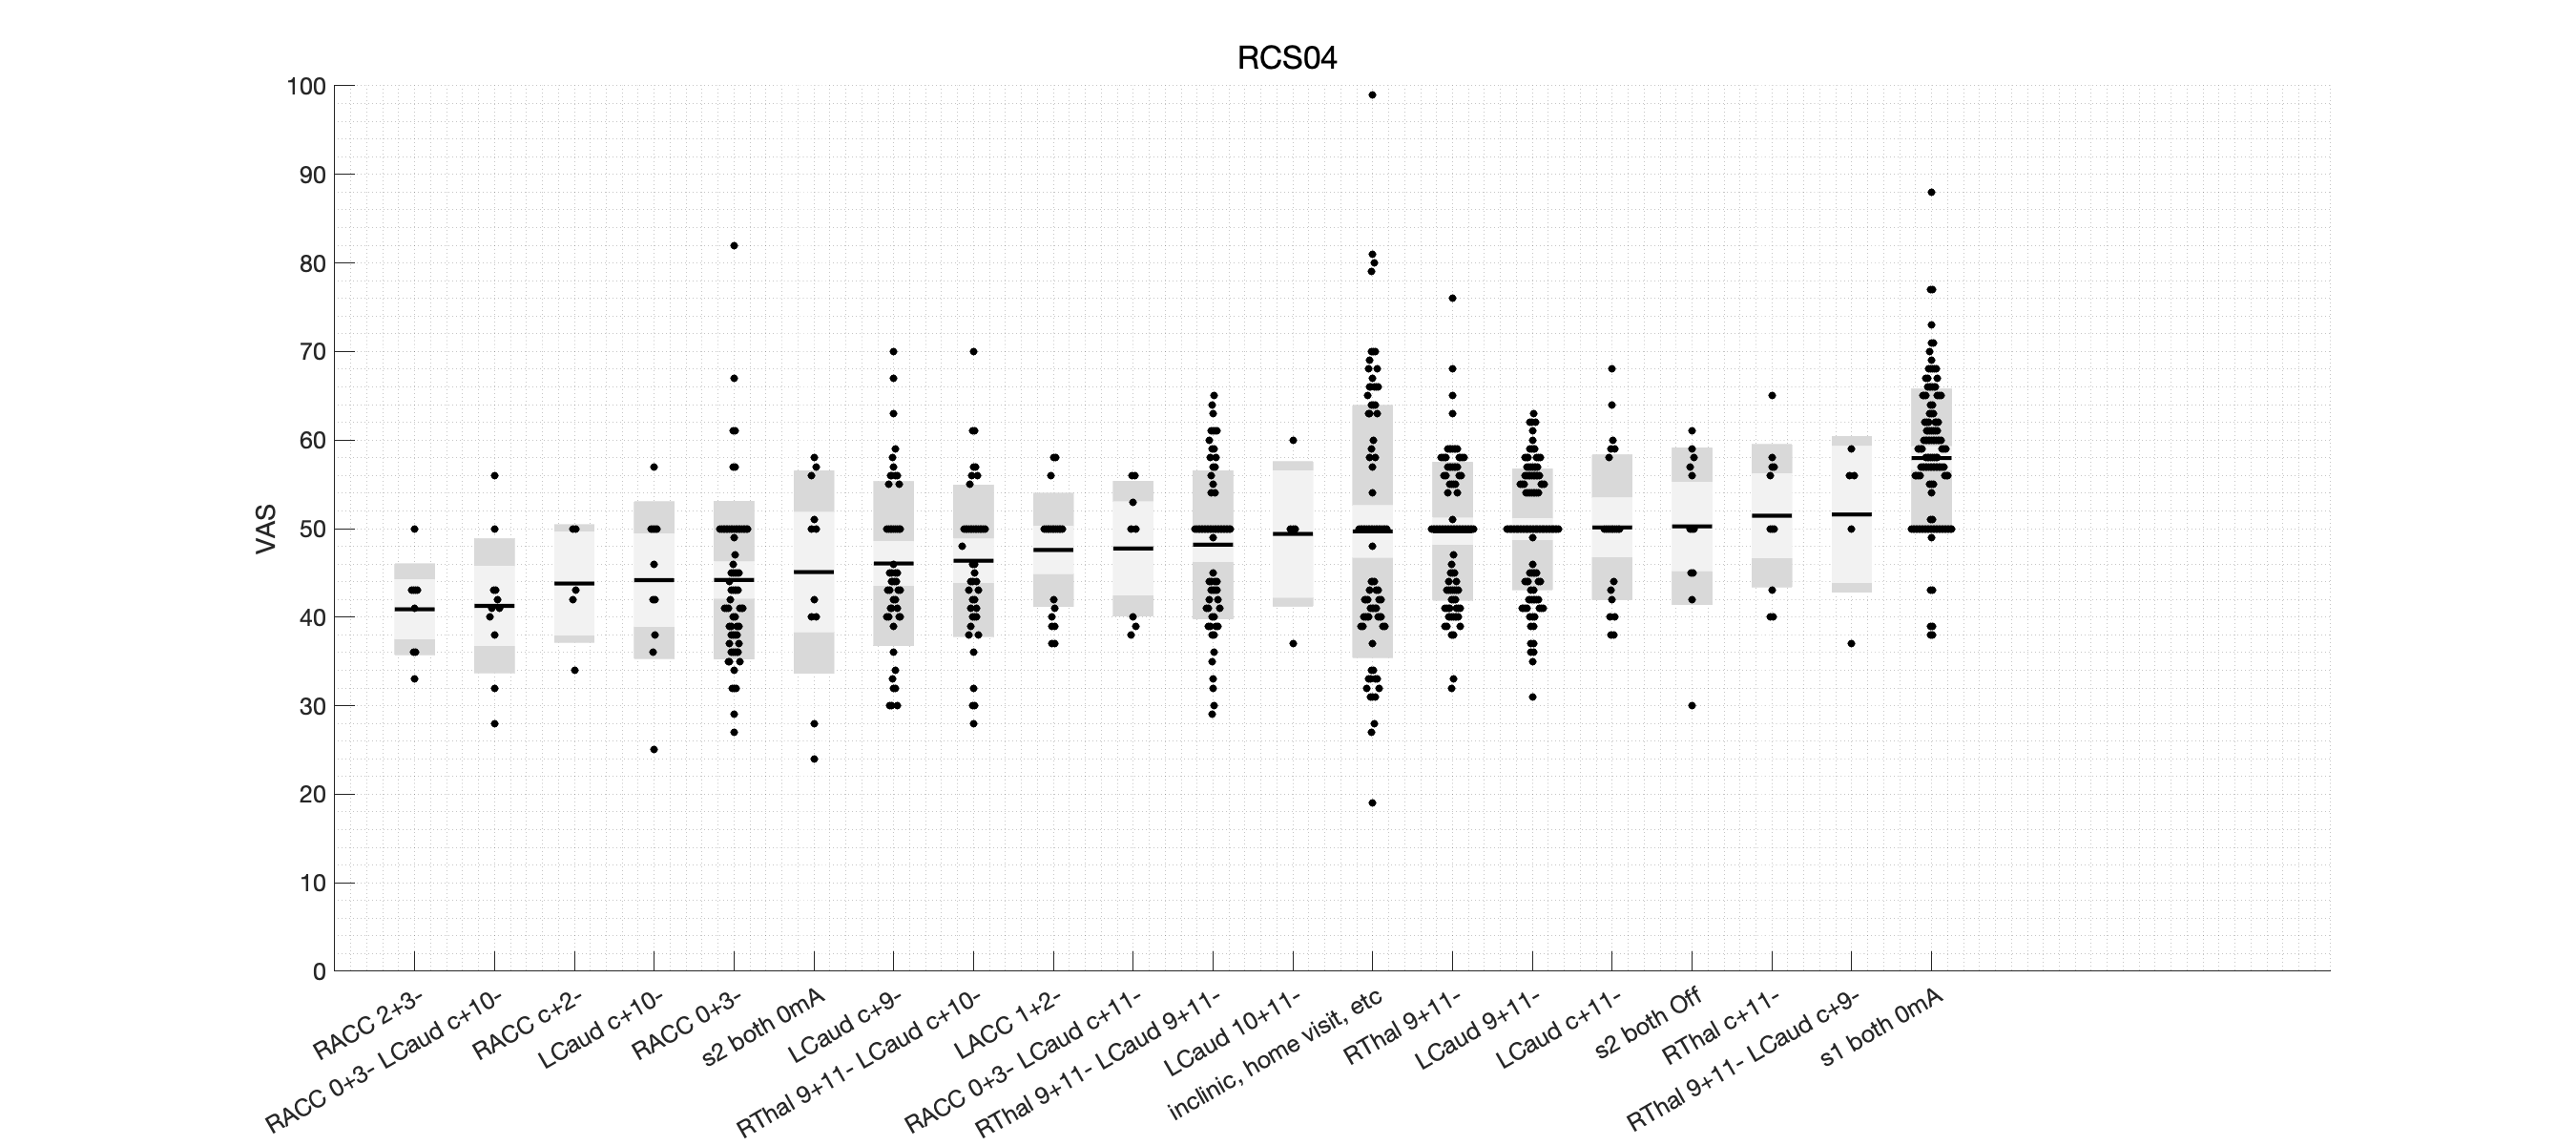 RCS04
100
90
80
70
60
50
40
30
20
10
0
VAS
RACC 2+3-
RACC 0+3- LCaud c+10-
RACC c+2-
LCaud c+10-
RACC 0+3-
s2 both 0mA
LCaud c+9-
RThal 9+11- LCaud c+10-
LACC 1+2-
RACC 0+3- LCaud c+11-
RThal 9+11- LCaud 9+11-
LCaud 10+11-
inclinic, home visit, etc
RThal 9+11-
LCaud 9+11-
LCaud c+11-
s2 both Off
RThal c+11-
RThal 9+11- LCaud c+9-
s1 both 0mA